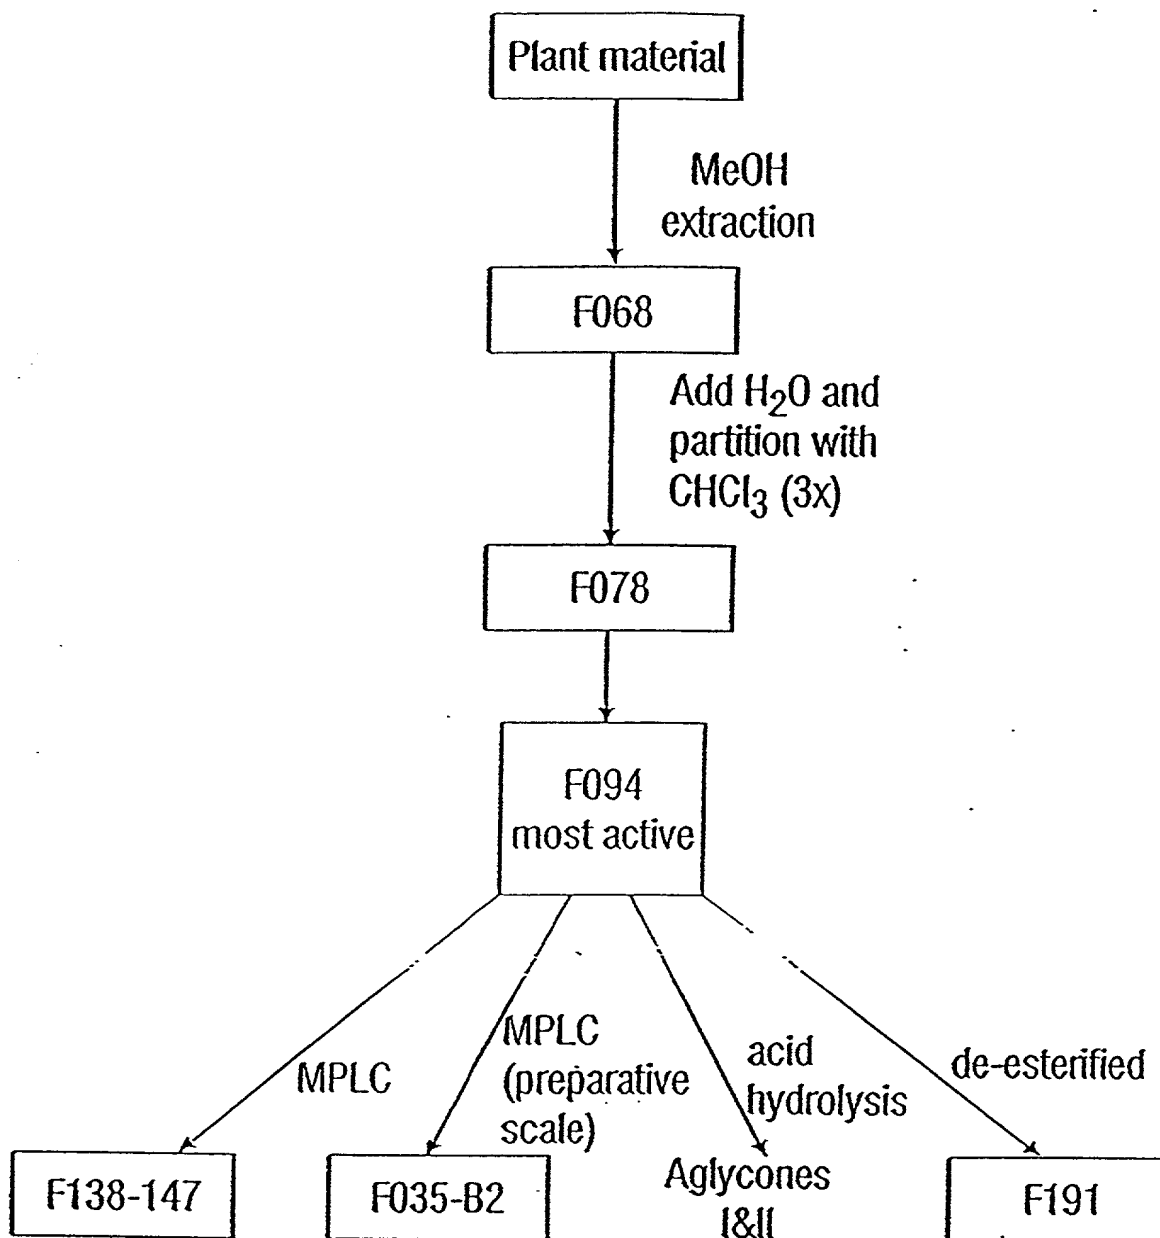 Plant material
MeOH
extraction
F068
Add H₂O and
partition with
CHCl₃ (3x)
F078
F094
most active
MPLC
MPLC
(preparative
scale)
acid
hydrolysis
de-esterified
F138-147
F035-B2
Aglycones
I&II
F191